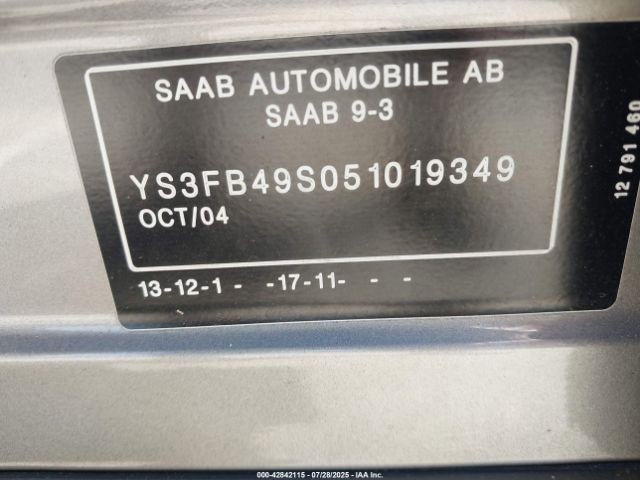 SAAB AUTOMOBILE AB
SAAB 9-3
YS3FB49S051019349
OCT/04
13-12-1 - -17-11- - -
12 791 460
000-42842115 - 07/28/2025 - IAA Inc.